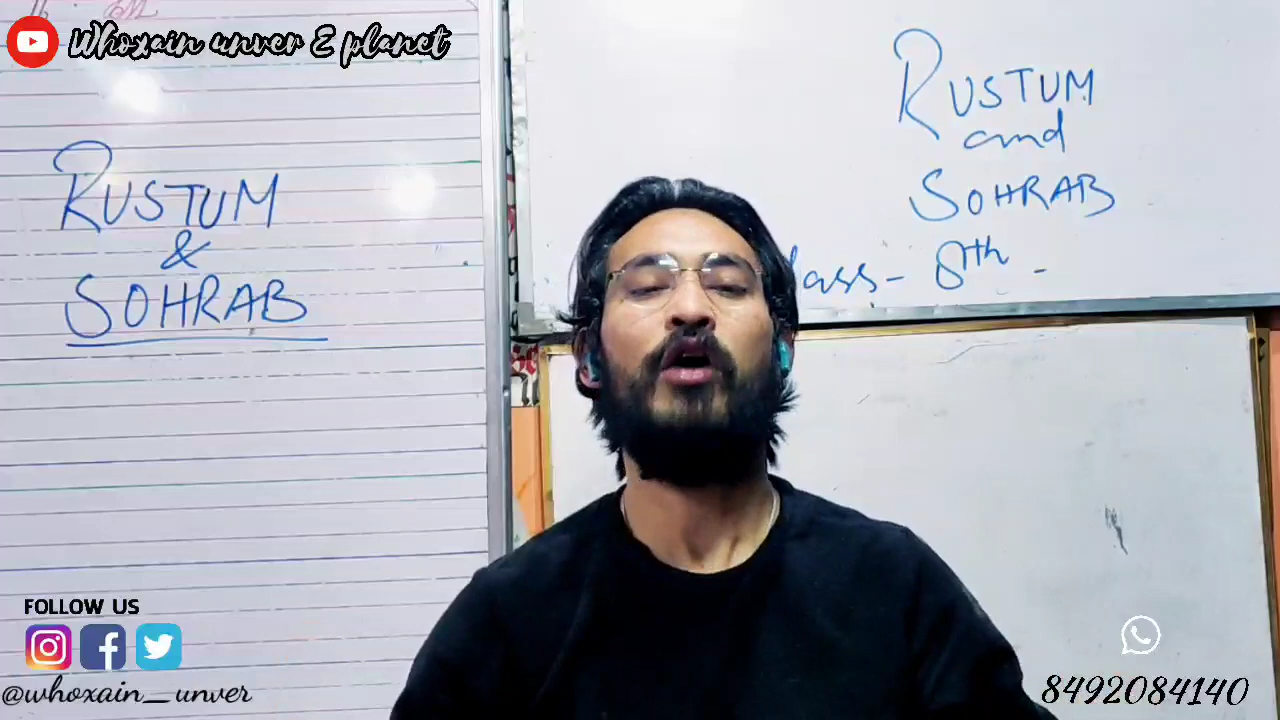 Whoxain unver E planet
RUSTUM
&
SOHRAB
RUSTUM
and
SOHRAB
lass - 8th -
FOLLOW US
@whoxain_unver
8492084140